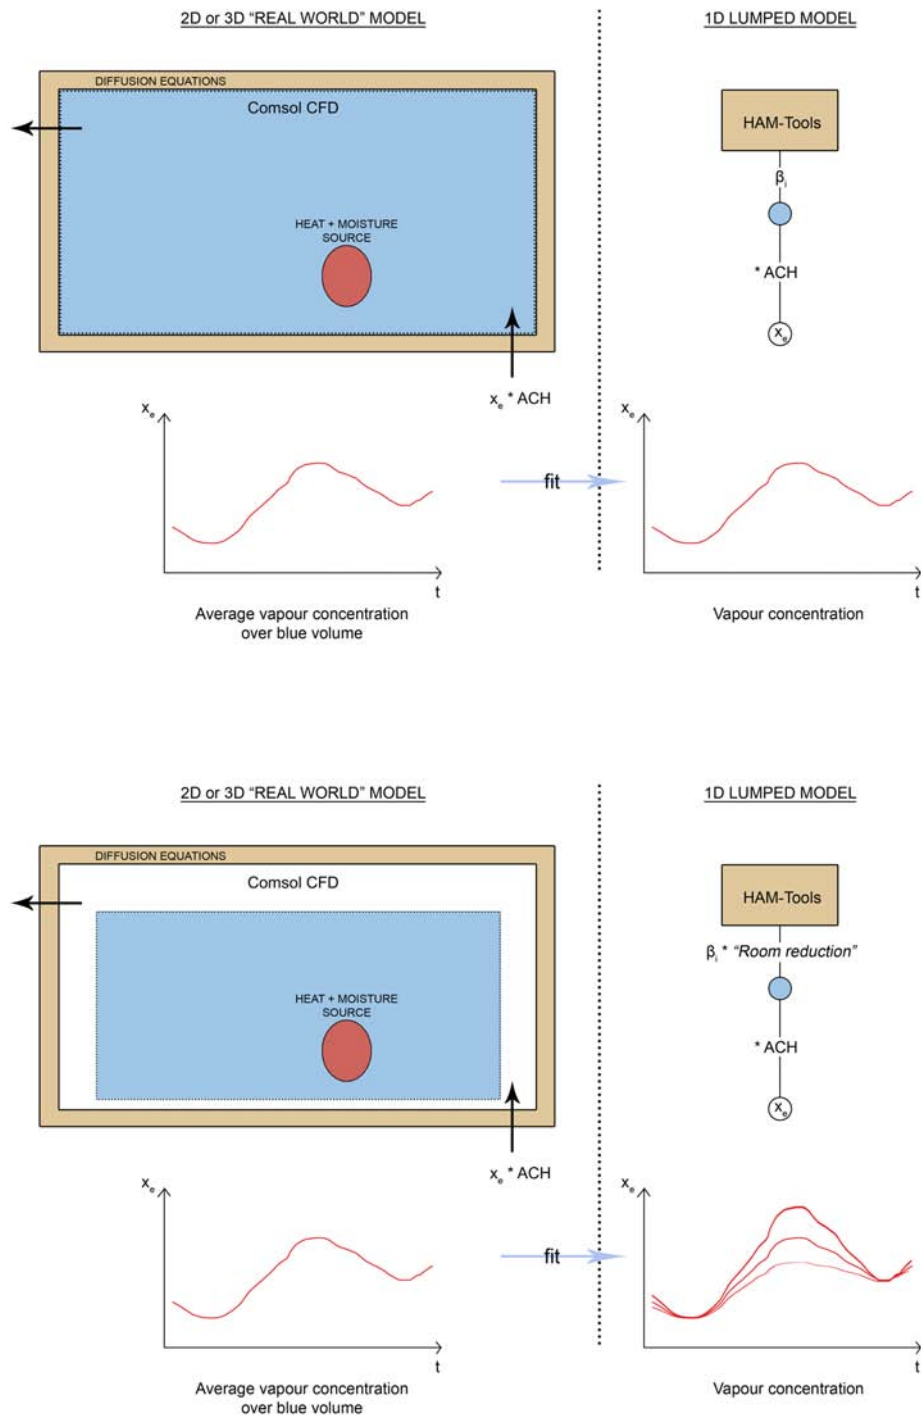 2D or 3D "REAL WORLD" MODEL
1D LUMPED MODEL
DIFFUSION EQUATIONS
Comsol CFD
HEAT + MOISTURE
SOURCE
xₑ * ACH
HAM-Tools
βᵢ
* ACH
xₑ
xₑ
t
Average vapour concentration
over blue volume
fit
xₑ
t
Vapour concentration
2D or 3D "REAL WORLD" MODEL
1D LUMPED MODEL
DIFFUSION EQUATIONS
Comsol CFD
HEAT + MOISTURE
SOURCE
xₑ * ACH
HAM-Tools
βᵢ * "Room reduction"
* ACH
xₑ
xₑ
t
Average vapour concentration
over blue volume
fit
xₑ
t
Vapour concentration